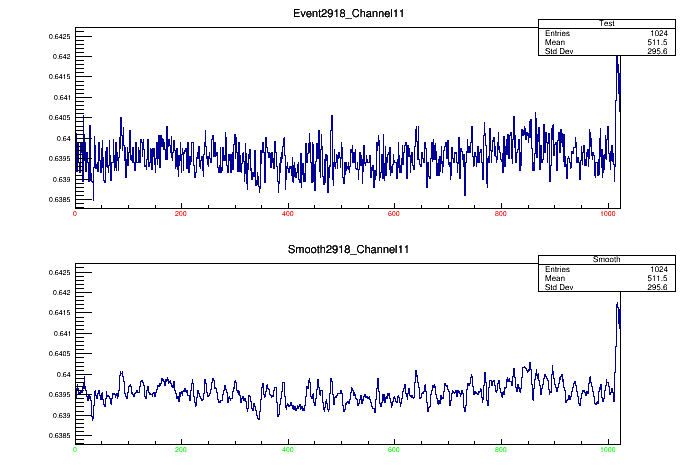 Event2918_Channel11
Test
Entries 1024
Mean 511.5
Std Dev 295.6
0.6425
0.642
0.6415
0.641
0.6405
0.64
0.6395
0.639
0.6385
0 200 400 600 800 1000
Smooth2918_Channel11
Smooth
Entries 1024
Mean 511.5
Std Dev 295.6
0.6425
0.642
0.6415
0.641
0.6405
0.64
0.6395
0.639
0.6385
0 200 400 600 800 1000